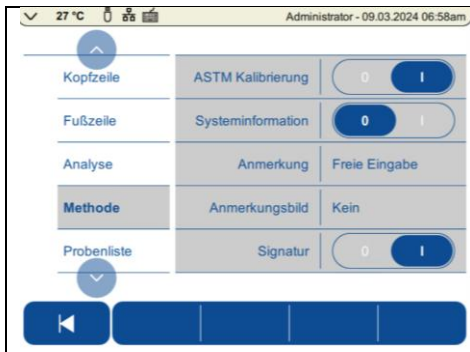 27 °C Administrator - 09.03.2024 06:58am
Kopfzeile ASTM Kalibrierung 0 I
Fußzeile Systeminformation 0 I
Analyse Anmerkung Freie Eingabe
Methode Anmerkungsbild Kein
Probenliste Signatur 0 I